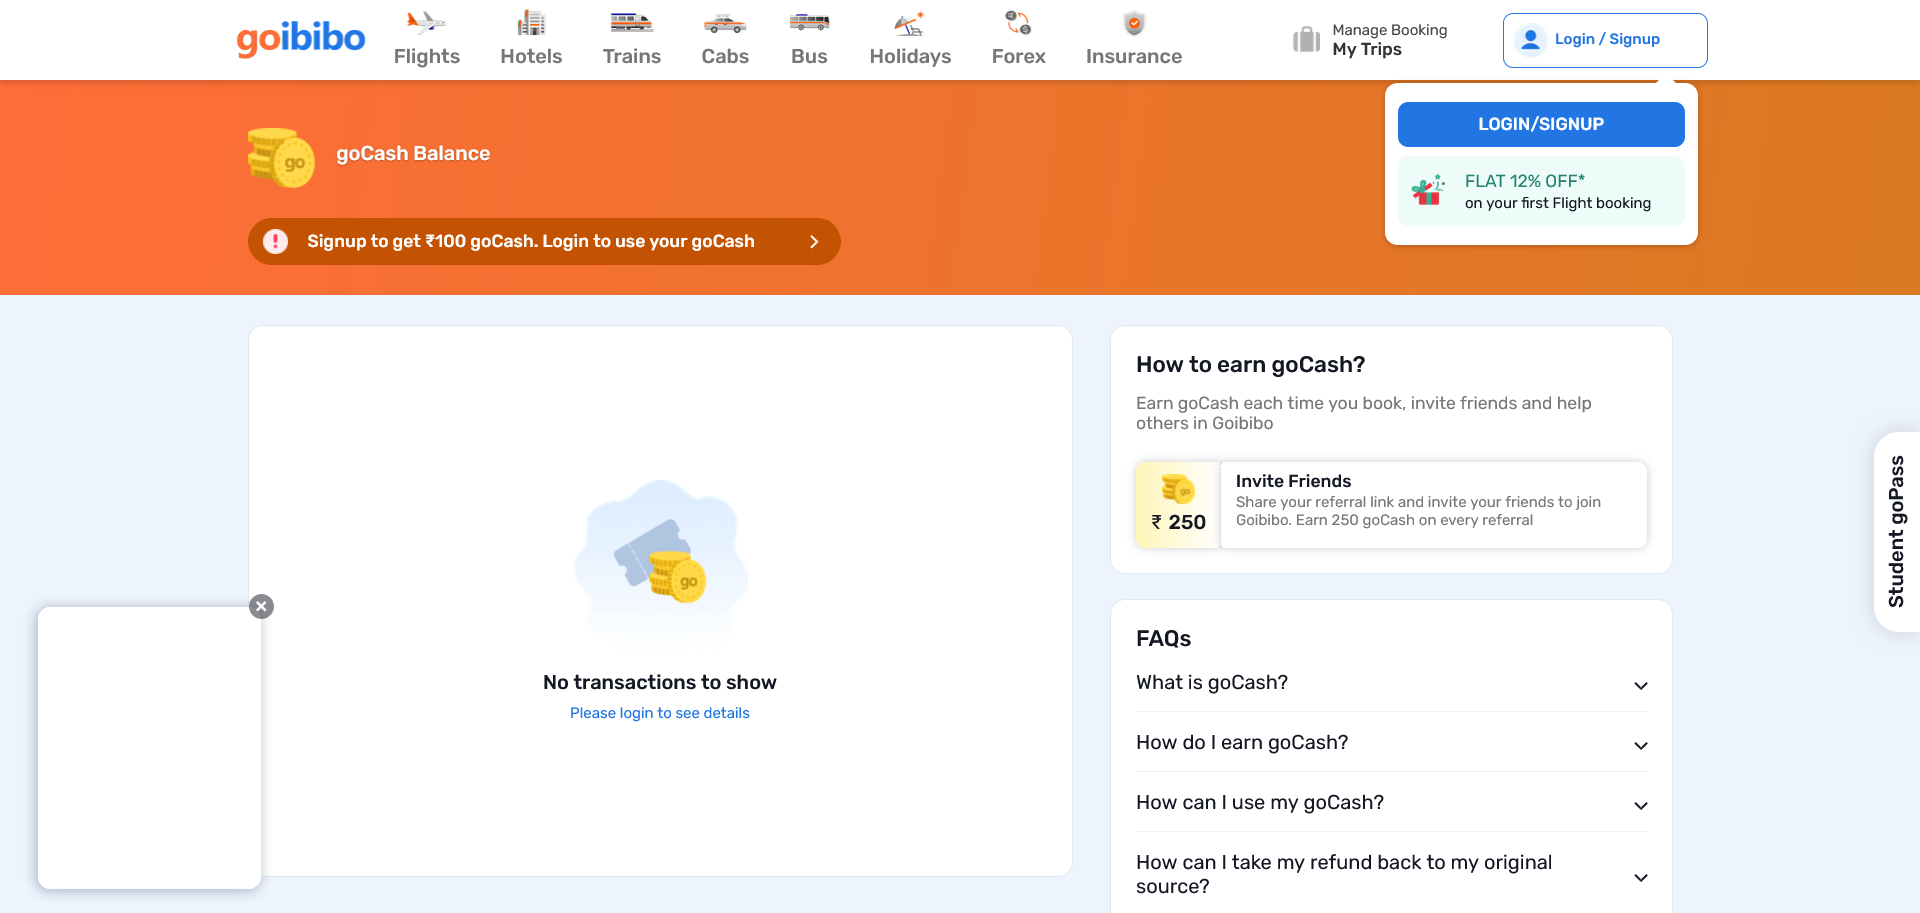 goibibo
Flights
Hotels
Trains
Cabs
Bus
Holidays
Forex
Insurance
Manage Booking
My Trips
Login / Signup
LOGIN/SIGNUP
FLAT 12% OFF*
on your first Flight booking
go
goCash Balance
Signup to get ₹100 goCash. Login to use your goCash
go
No transactions to show
Please login to see details
How to earn goCash?
Earn goCash each time you book, invite friends and help
others in Goibibo
go
₹ 250
Invite Friends
Share your referral link and invite your friends to join
Goibibo. Earn 250 goCash on every referral
Student goPass
FAQs
What is goCash?
How do I earn goCash?
How can I use my goCash?
How can I take my refund back to my original
source?